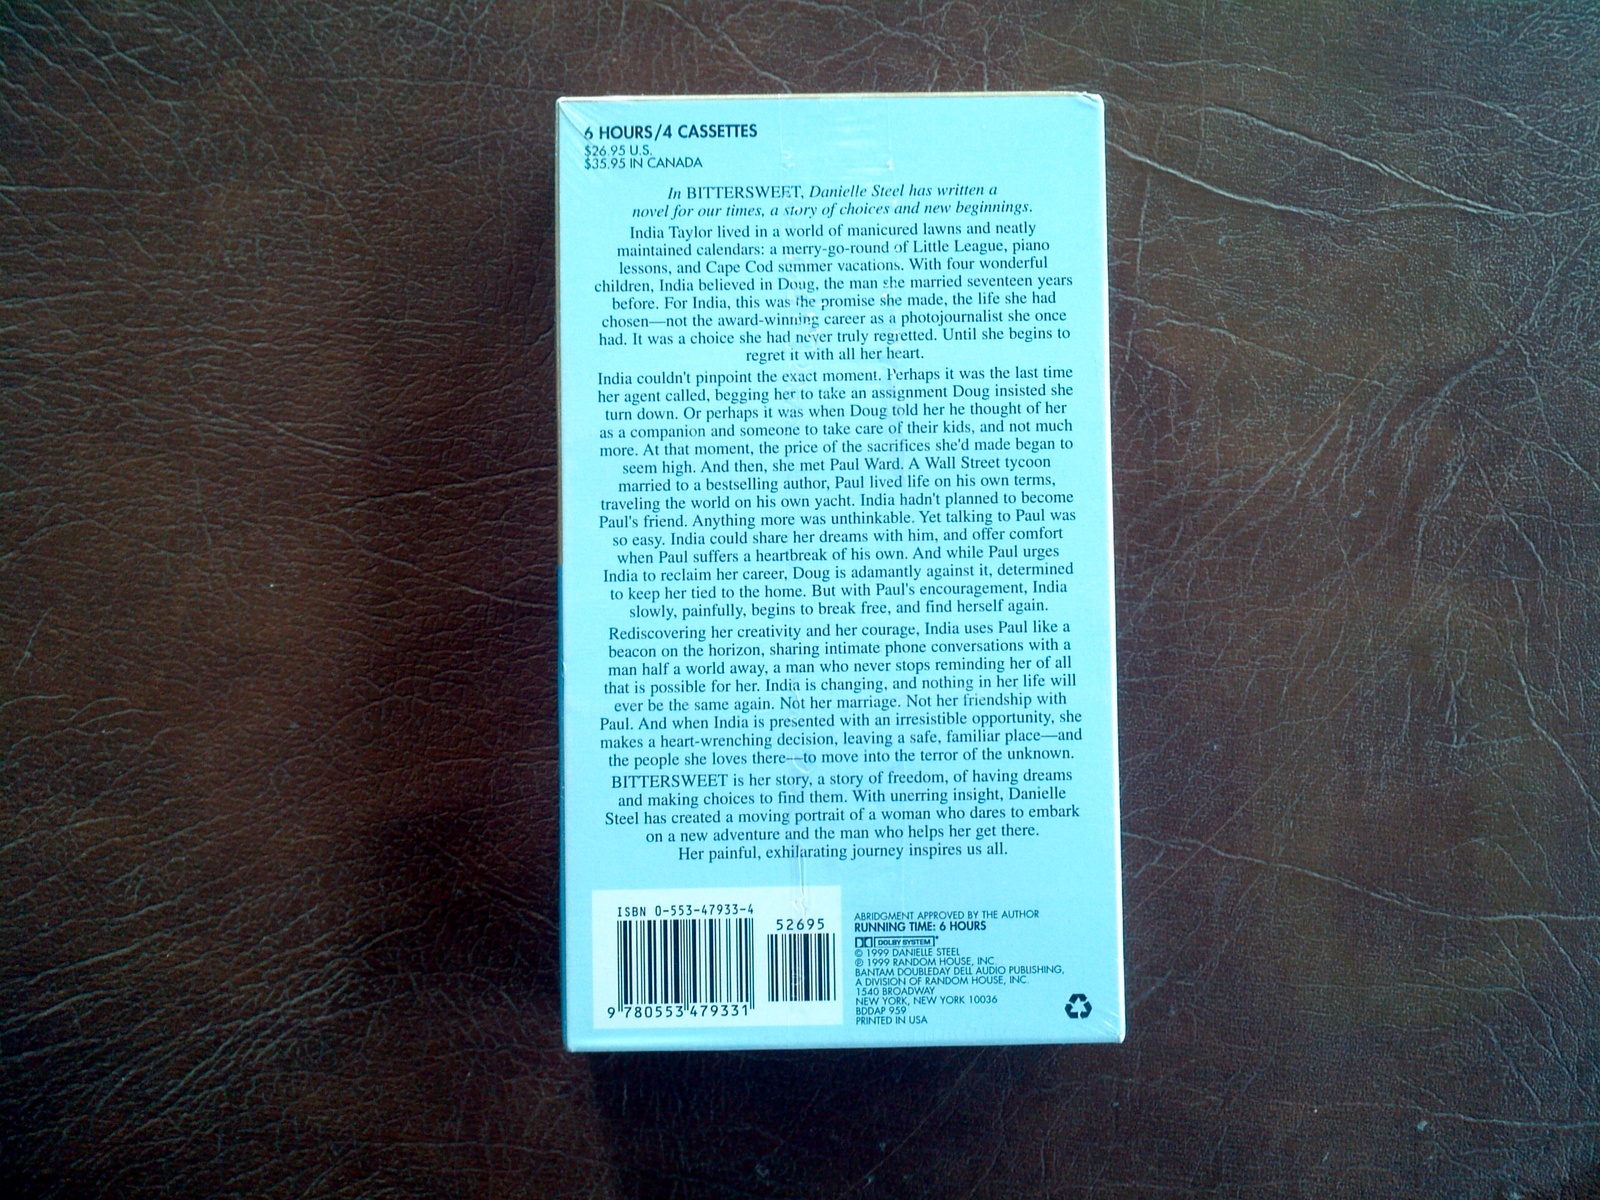 6 HOURS/4 CASSETTES
$26.95 U.S.
$35.95 IN CANADA
In BITTERSWEET, Danielle Steel has written a
novel for our times, a story of choices and new beginnings.
India Taylor lived in a world of manicured lawns and neatly
maintained calendars: a merry-go-round of Little League, piano
lessons, and Cape Cod summer vacations. With four wonderful
children, India believed in Doug, the man she married seventeen years
before. For India, this was the promise she made, the life she had
chosen—not the award-winning career as a photojournalist she once
had. It was a choice she had never truly regretted. Until she begins to
regret it with all her heart.
India couldn't pinpoint the exact moment. Perhaps it was the last time
her agent called, begging her to take an assignment Doug insisted she
turn down. Or perhaps it was when Doug told her he thought of her
as a companion and someone to take care of their kids, and not much
more. At that moment, the price of the sacrifices she'd made began to
seem high. And then, she met Paul Ward. A Wall Street tycoon
married to a bestselling author, Paul lived life on his own terms,
traveling the world on his own yacht. India hadn't planned to become
Paul's friend. Anything more was unthinkable. Yet talking to Paul was
so easy. India could share her dreams with him, and offer comfort
when Paul suffers a heartbreak of his own. And while Paul urges
India to reclaim her career, Doug is adamantly against it, determined
to keep her tied to the home. But with Paul's encouragement, India
slowly, painfully, begins to break free, and find herself again.
Rediscovering her creativity and her courage, India uses Paul like a
beacon on the horizon, sharing intimate phone conversations with a
man half a world away, a man who never stops reminding her of all
that is possible for her. India is changing, and nothing in her life will
ever be the same again. Not her marriage. Not her friendship with
Paul. And when India is presented with an irresistible opportunity, she
makes a heart-wrenching decision, leaving a safe, familiar place—and
the people she loves there—to move into the terror of the unknown.
BITTERSWEET is her story, a story of freedom, of having dreams
and making choices to find them. With unerring insight, Danielle
Steel has created a moving portrait of a woman who dares to embark
on a new adventure and the man who helps her get there.
Her painful, exhilarating journey inspires us all.
ISBN 0-553-47933-4
52695
9 780553 479331
ABRIDGMENT APPROVED BY THE AUTHOR
RUNNING TIME: 6 HOURS
DOLBY SYSTEM
© 1999 DANIELLE STEEL
℗ 1999 RANDOM HOUSE, INC.
BANTAM DOUBLEDAY DELL AUDIO PUBLISHING,
A DIVISION OF RANDOM HOUSE, INC.
1540 BROADWAY
NEW YORK, NEW YORK 10036
BDDAP 959
PRINTED IN USA